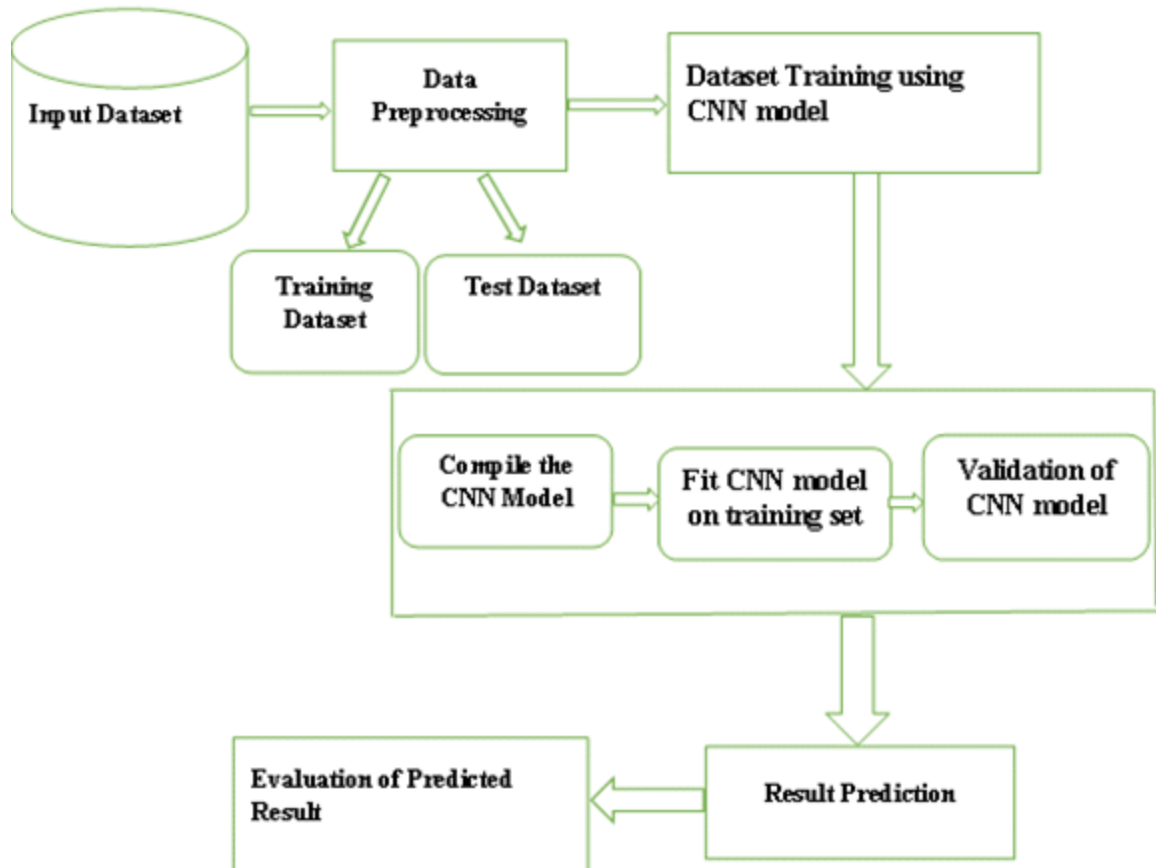 Input Dataset
Data
Preprocessing
Dataset Training using
CNN model
Training
Dataset
Test Dataset
Compile the
CNN Model
Fit CNN model
on training set
Validation of
CNN model
Evaluation of Predicted
Result
Result Prediction